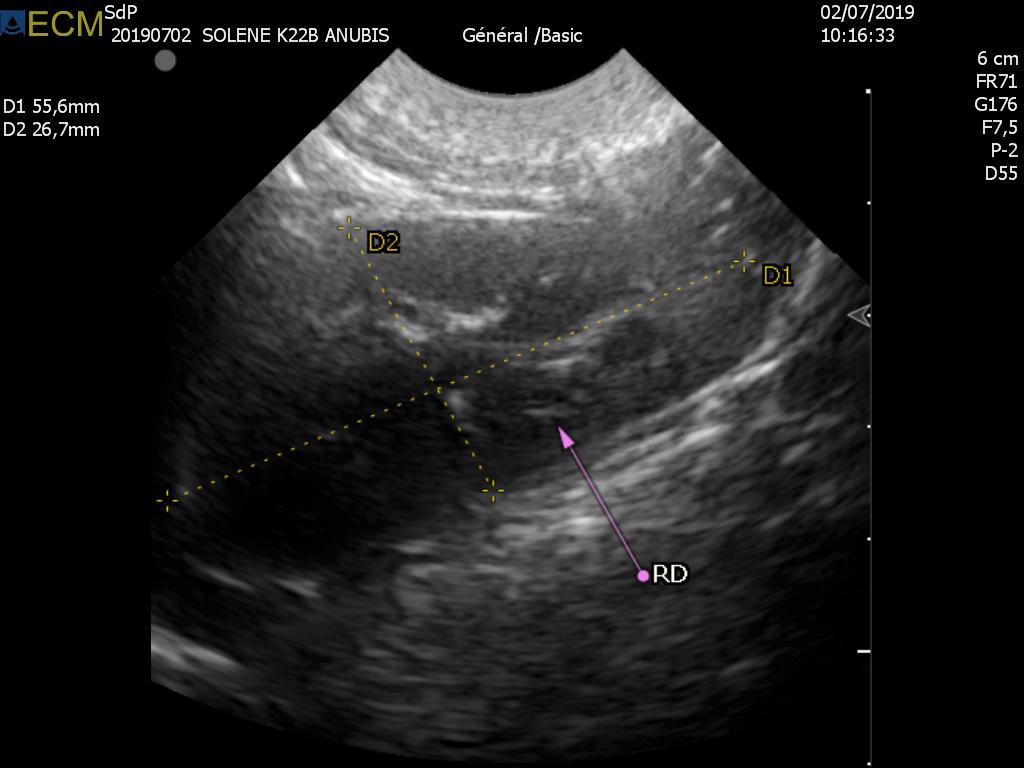 ECM
SdP
20190702 SOLENE K22B ANUBIS
Général /Basic
02/07/2019
10:16:33
D1 55,6mm
D2 26,7mm
6 cm
FR71
G176
F7,5
P-2
D55
D2
D1
RD